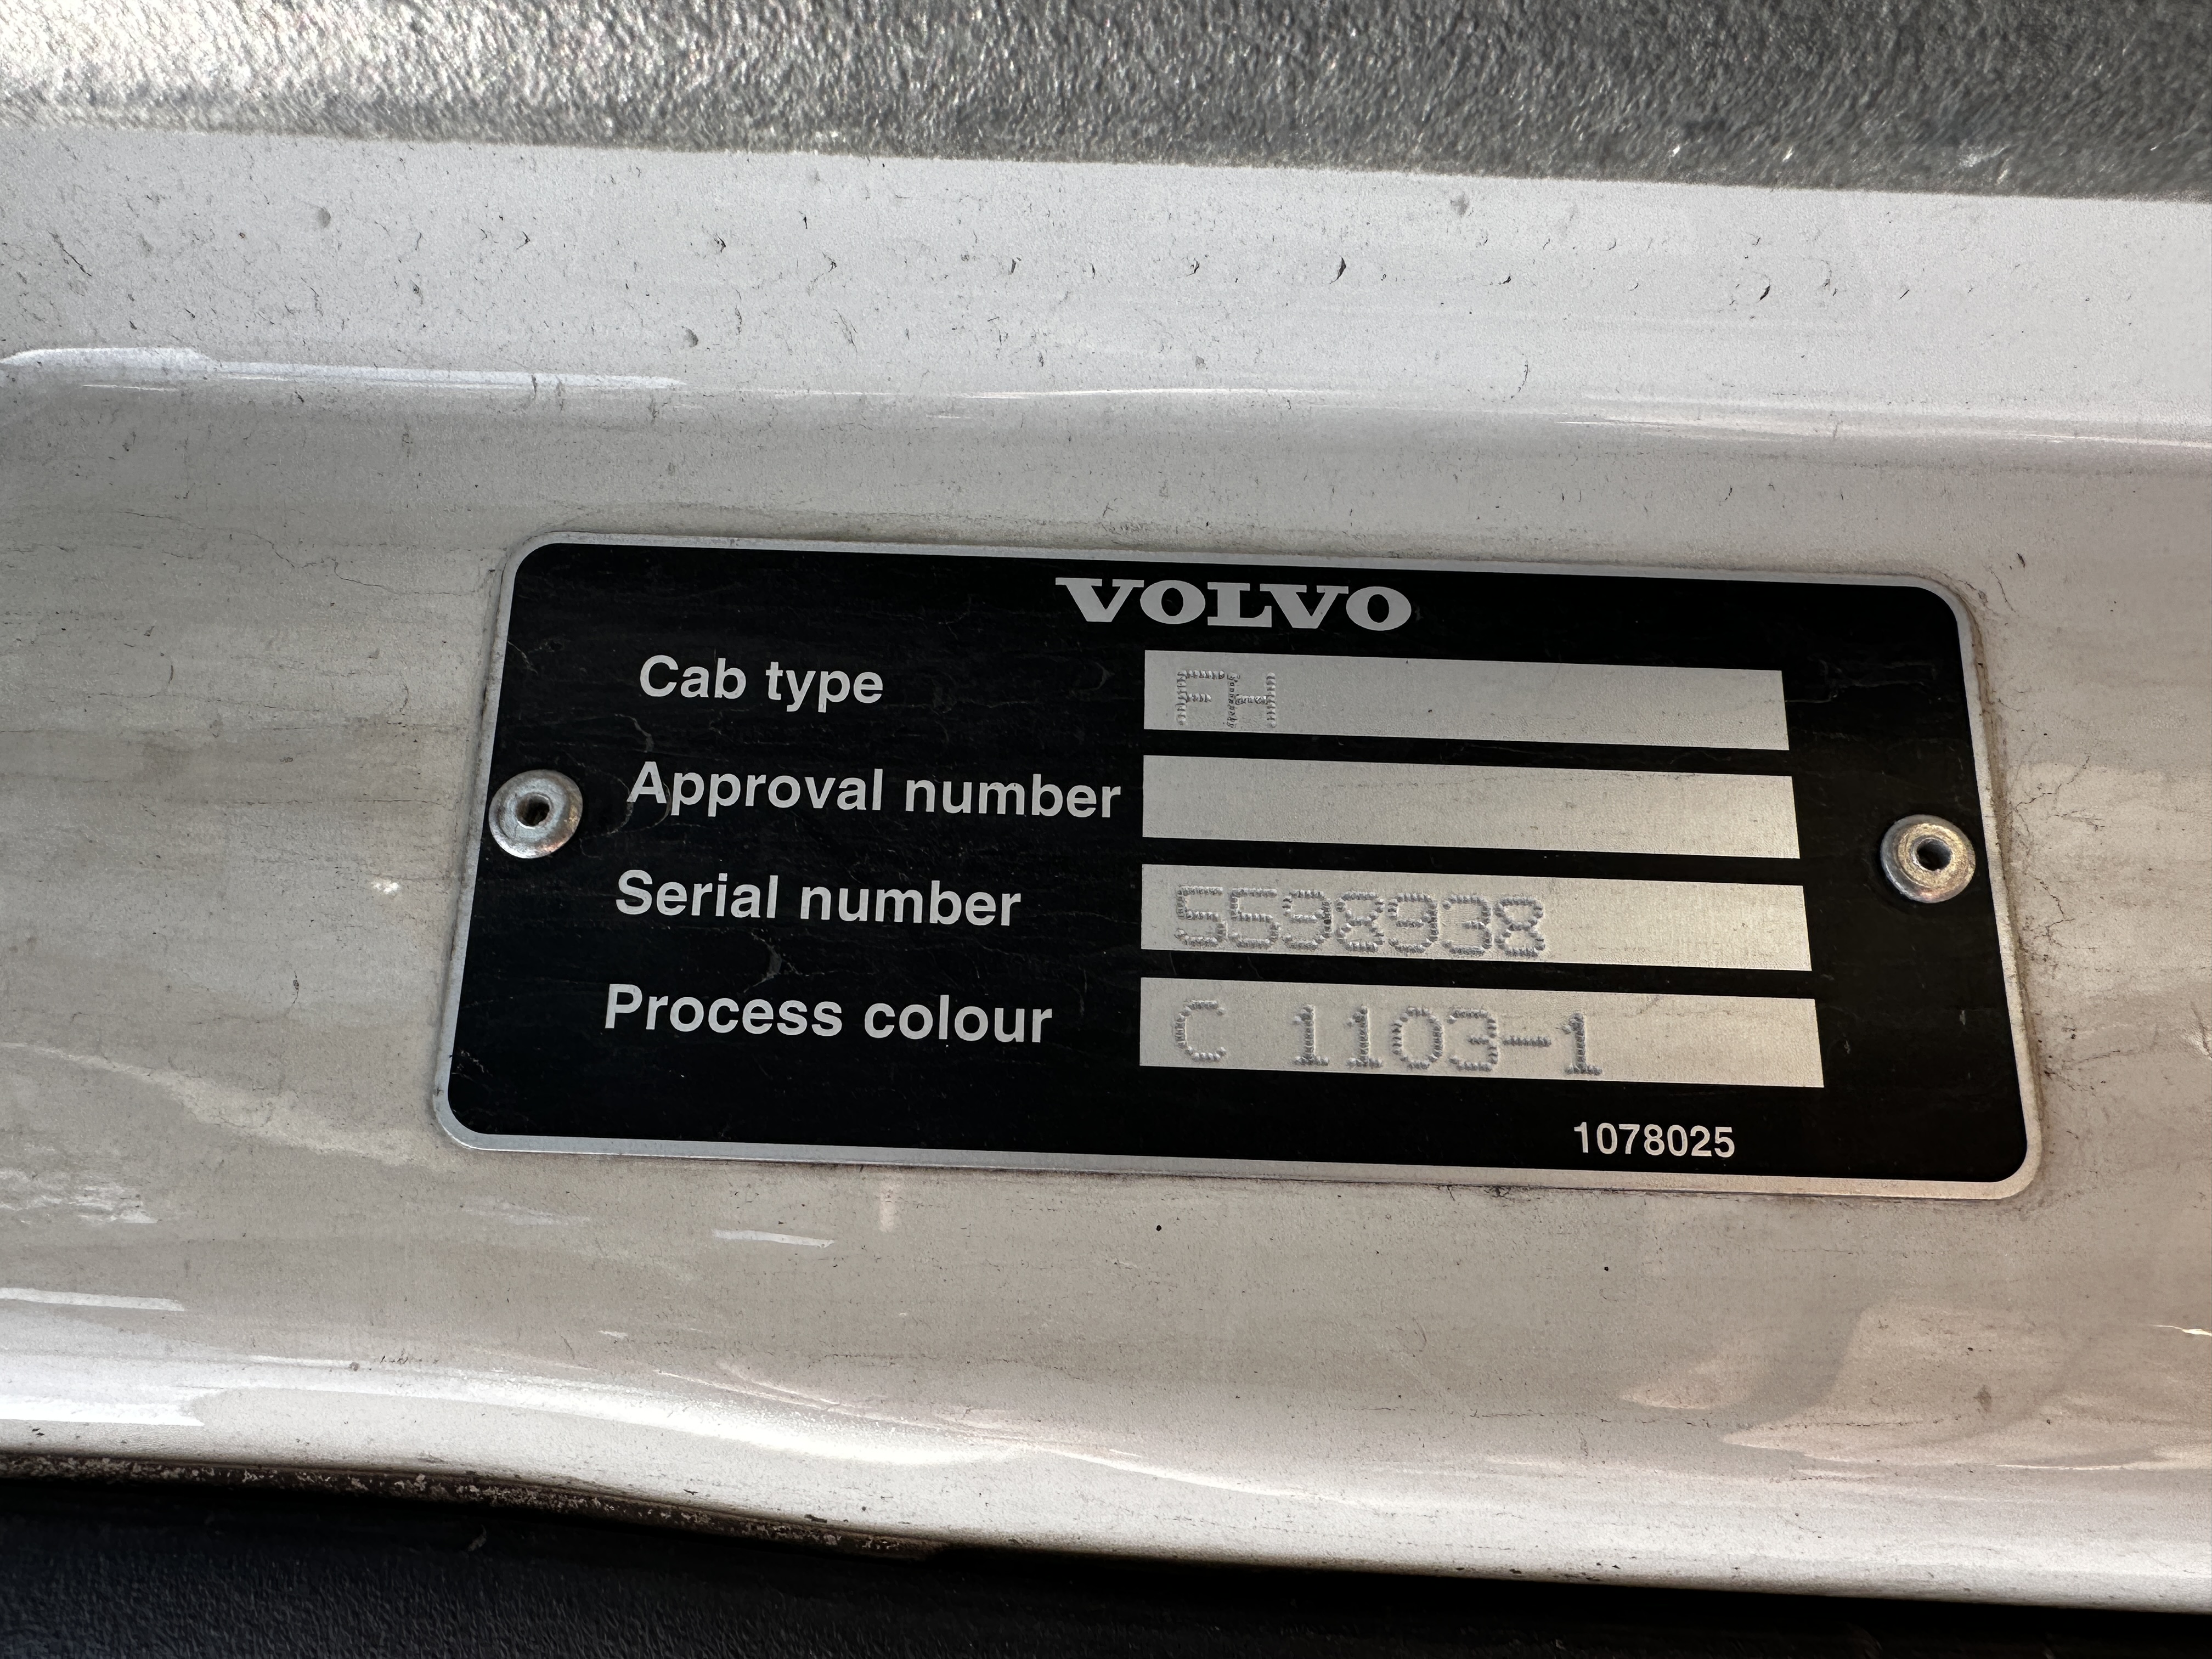 VOLVO
Cab type FH
Approval number
Serial number 5598938
Process colour C 1103-1
1078025